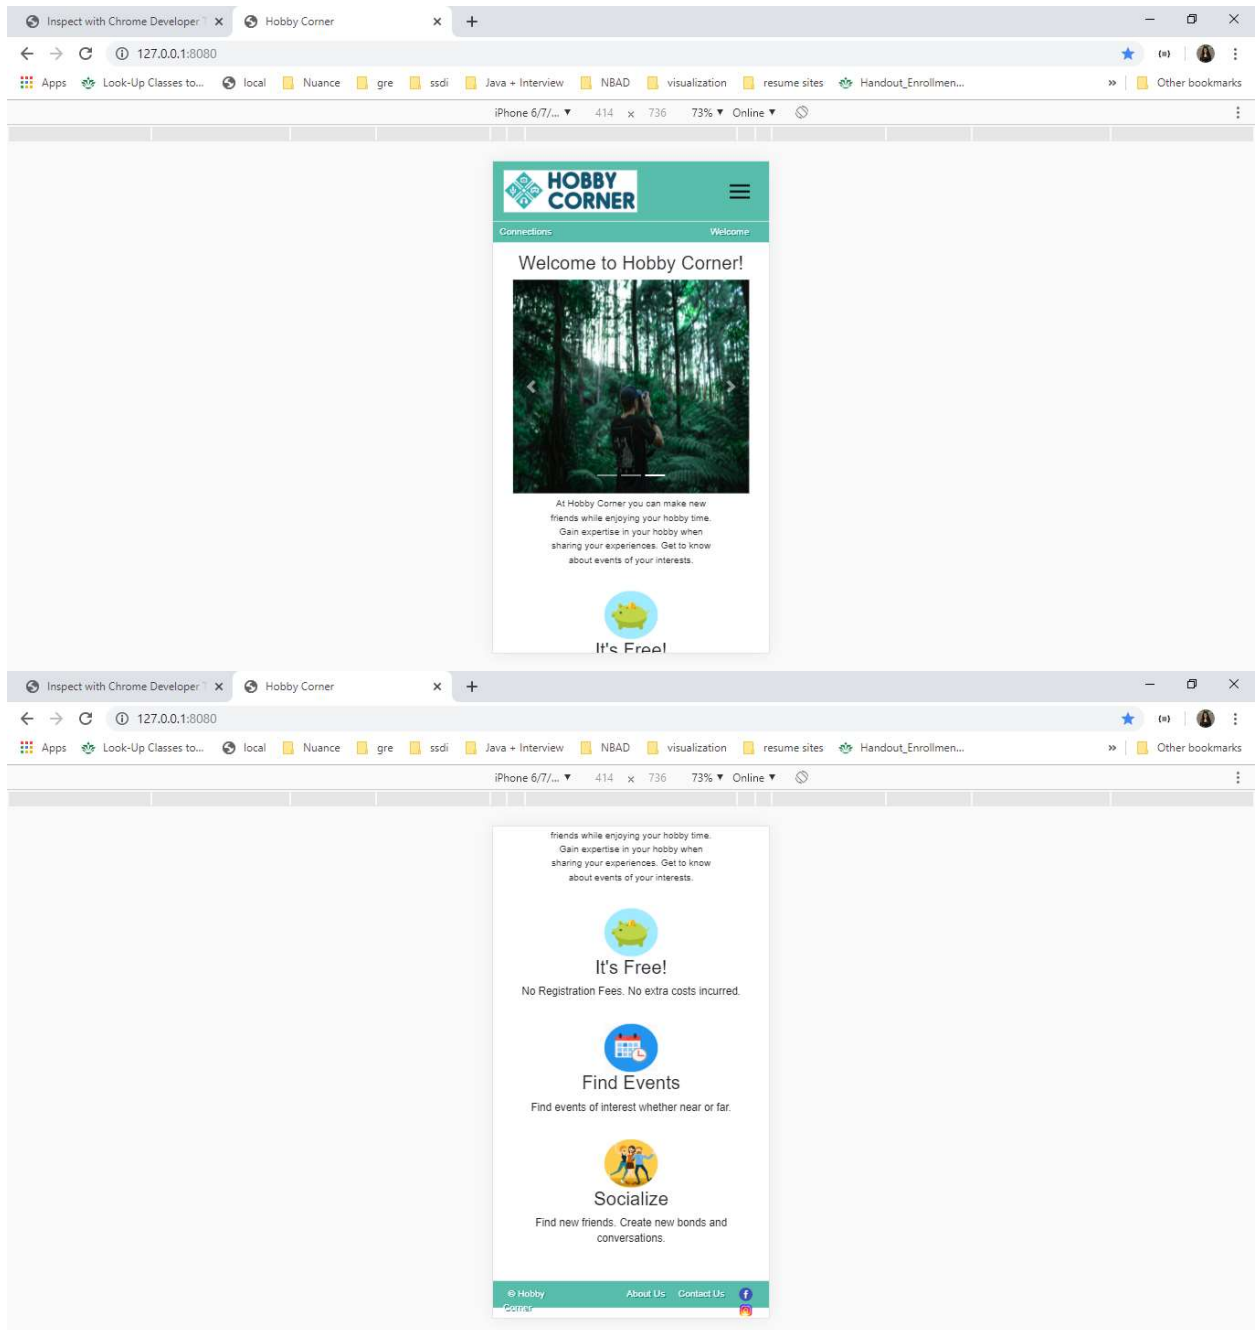 Inspect with Chrome Developer T
Hobby Corner
127.0.0.1:8080
Apps Look-Up Classes to... local Nuance gre ssdi Java + Interview NBAD visualization resume sites Handout_Enrollmen... » Other bookmarks
iPhone 6/7/... ▼ 414 x 736 73% ▼ Online ▼
HOBBY
CORNER
Connections Welcome
Welcome to Hobby Corner!
At Hobby Corner you can make new
friends while enjoying your hobby time.
Gain expertise in your hobby when
sharing your experiences. Get to know
about events of your interests.
It's Free!
Inspect with Chrome Developer T
Hobby Corner
127.0.0.1:8080
Apps Look-Up Classes to... local Nuance gre ssdi Java + Interview NBAD visualization resume sites Handout_Enrollmen... » Other bookmarks
iPhone 6/7/... ▼ 414 x 736 73% ▼ Online ▼
friends while enjoying your hobby time.
Gain expertise in your hobby when
sharing your experiences. Get to know
about events of your interests.
It's Free!
No Registration Fees. No extra costs incurred.
Find Events
Find events of interest whether near or far.
Socialize
Find new friends. Create new bonds and
conversations.
© Hobby About Us Contact Us
Corner